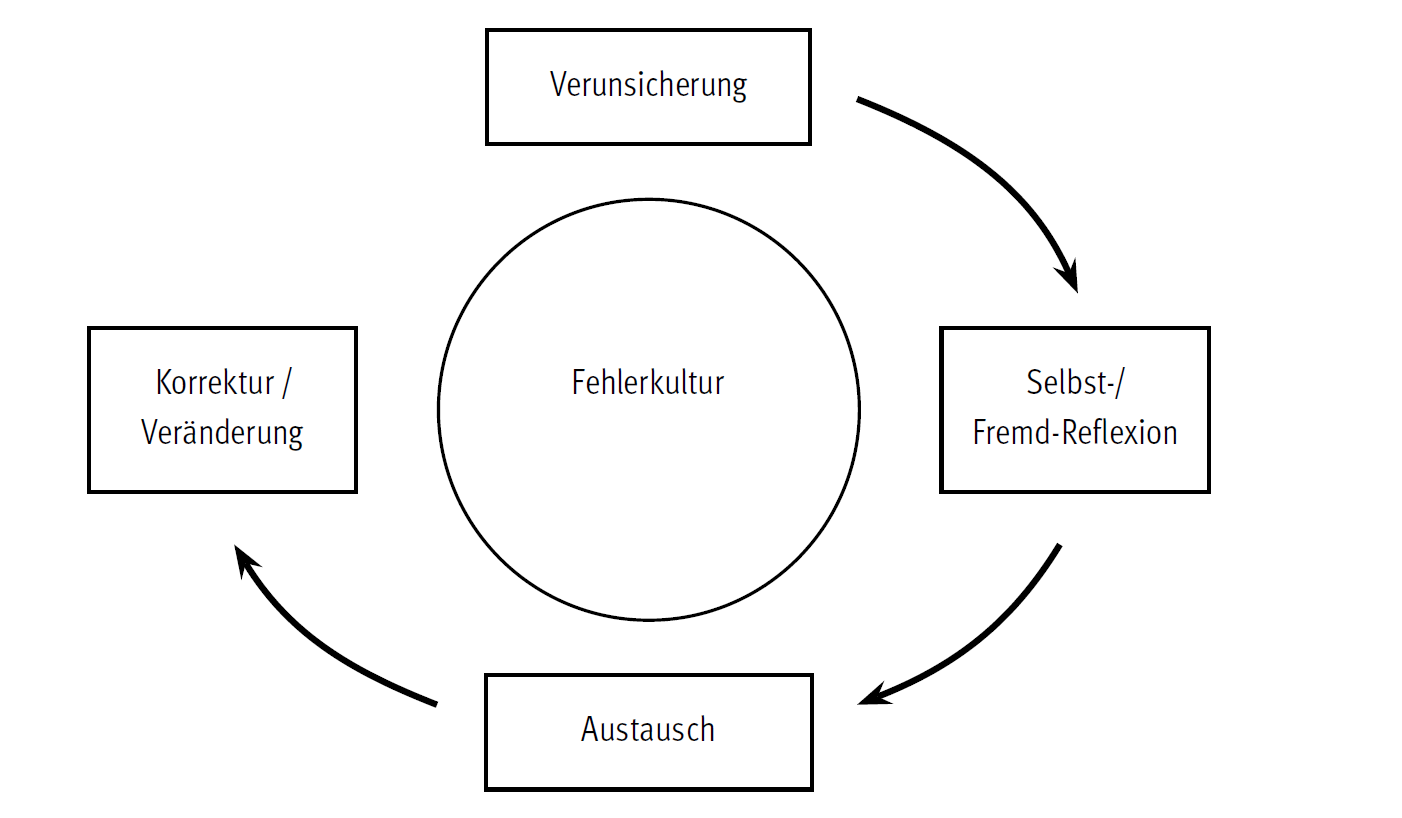 Verunsicherung
Korrektur /
Veränderung
Fehlerkultur
Selbst-/
Fremd-Reflexion
Austausch